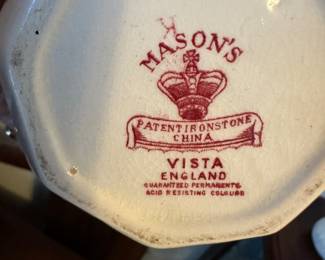 MASON'S
PATENT IRONSTONE
CHINA
VISTA
ENGLAND
GUARANTEED PERMANENT &
ACID RESISTING COLOURS